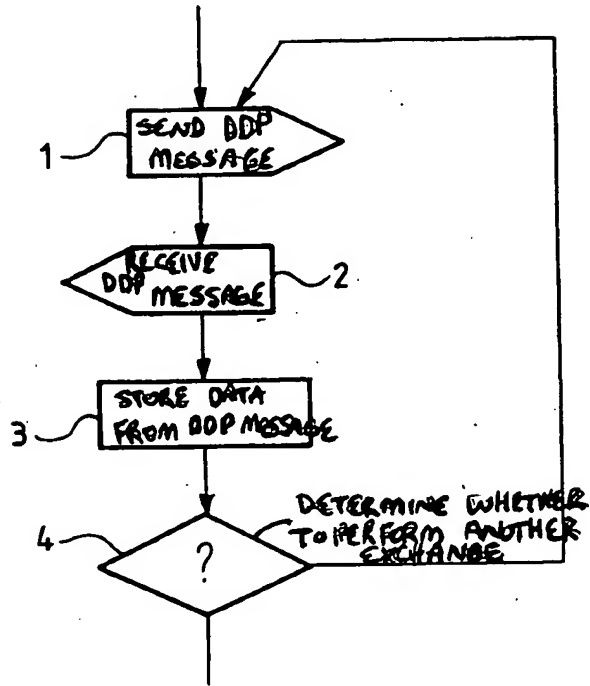 SEND DDP
MESSAGE
1
RECEIVE
DDP MESSAGE
2
STORE DATA
FROM DDP MESSAGE
3
DETERMINE WHETHER
TO PERFORM ANOTHER
EXCHANGE
4
?